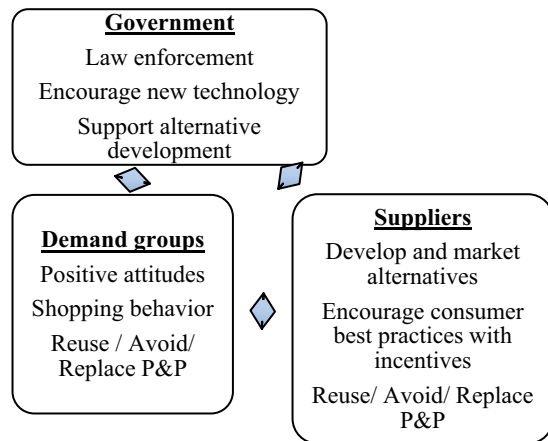 Government
Law enforcement
Encourage new technology
Support alternative
development
Demand groups
Positive attitudes
Shopping behavior
Reuse / Avoid/
Replace P&P
Suppliers
Develop and market
alternatives
Encourage consumer
best practices with
incentives
Reuse/ Avoid/ Replace
P&P